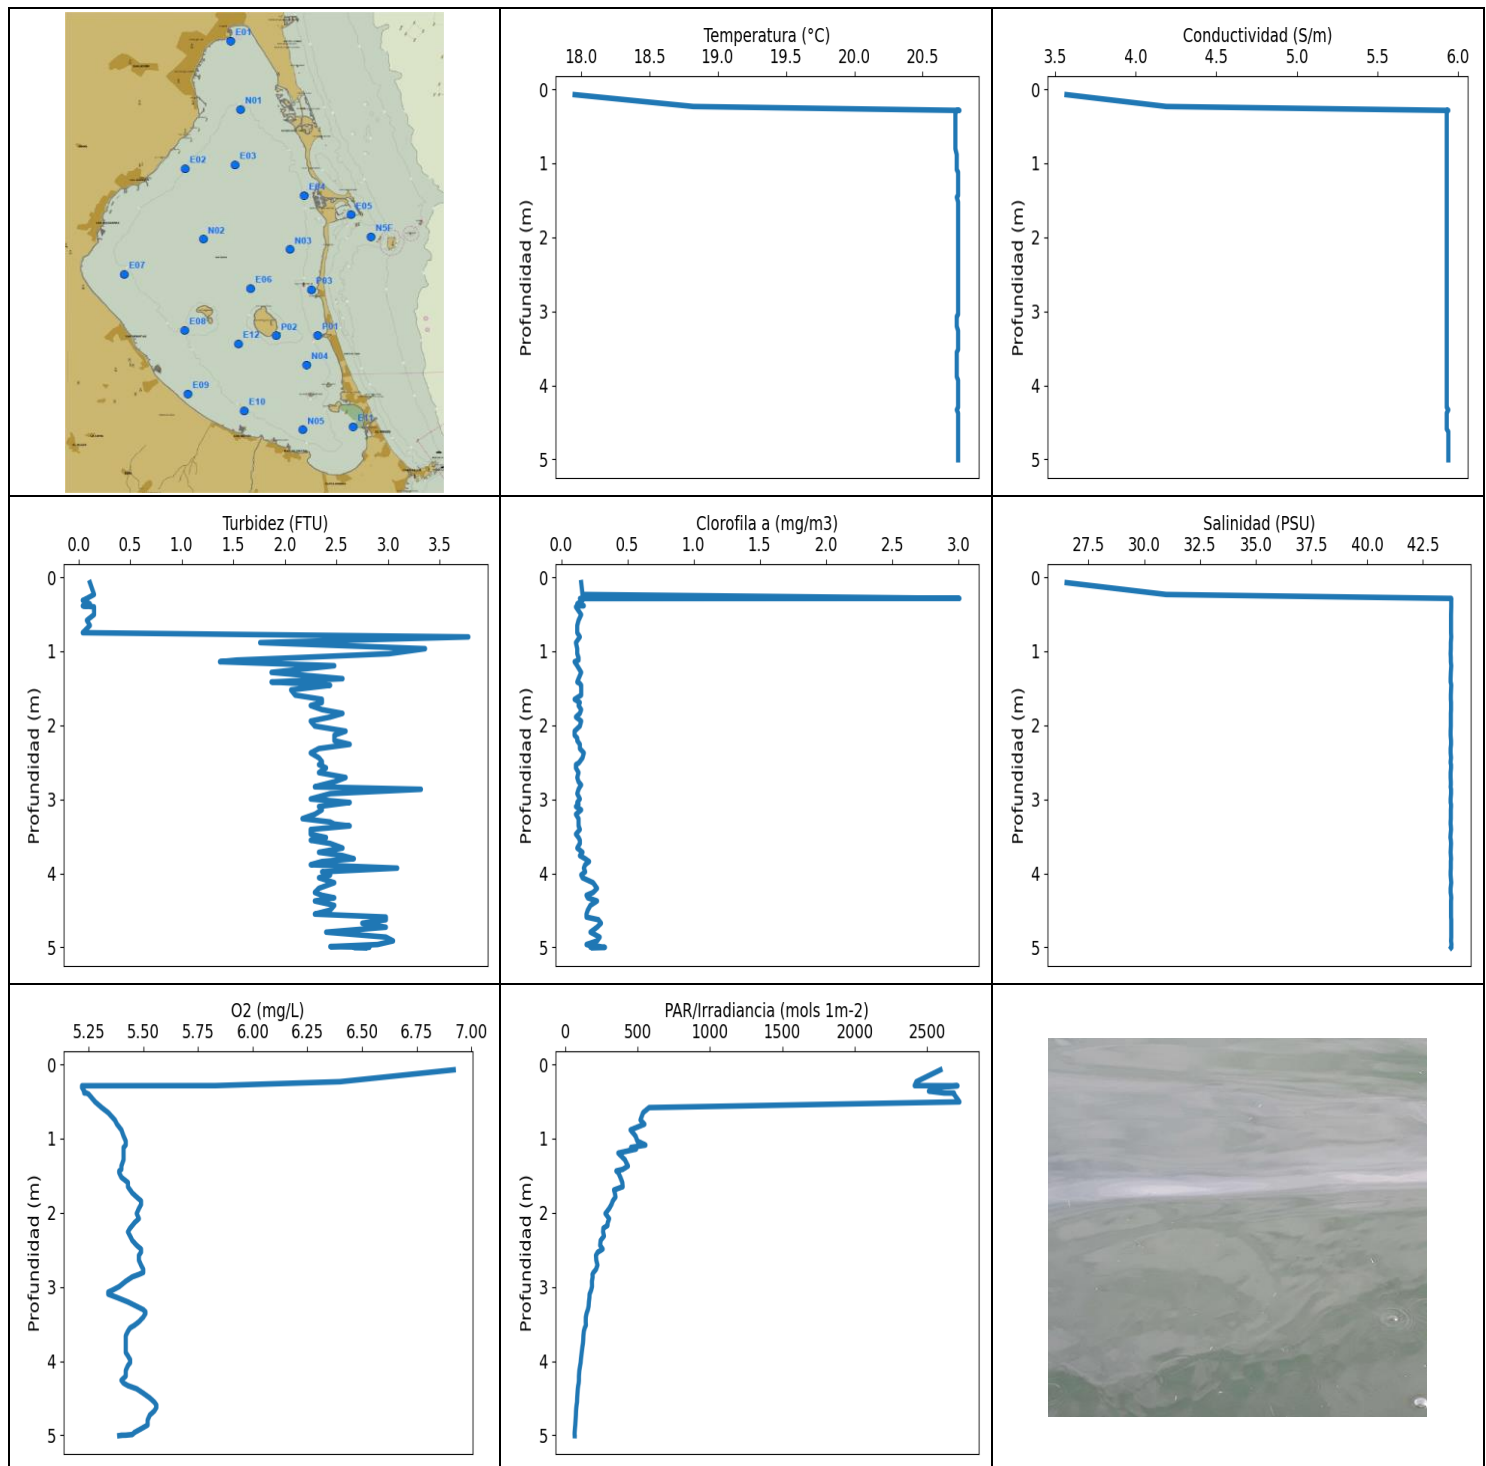 E01
N01
E02
E03
E04
E05
N5F
N02
N03
E07
E06
P03
E08
E12
P02
P01
N04
E09
E10
N05
E11
Temperatura (°C)
18.0 18.5 19.0 19.5 20.0 20.5
Profundidad (m)
0
1
2
3
4
5
Conductividad (S/m)
3.5 4.0 4.5 5.0 5.5 6.0
Profundidad (m)
0
1
2
3
4
5
Turbidez (FTU)
0.0 0.5 1.0 1.5 2.0 2.5 3.0 3.5
Profundidad (m)
0
1
2
3
4
5
Clorofila a (mg/m3)
0.0 0.5 1.0 1.5 2.0 2.5 3.0
Profundidad (m)
0
1
2
3
4
5
Salinidad (PSU)
27.5 30.0 32.5 35.0 37.5 40.0 42.5
Profundidad (m)
0
1
2
3
4
5
O2 (mg/L)
5.25 5.50 5.75 6.00 6.25 6.50 6.75 7.00
Profundidad (m)
0
1
2
3
4
5
PAR/Irradiancia (mols 1m-2)
0 500 1000 1500 2000 2500
Profundidad (m)
0
1
2
3
4
5